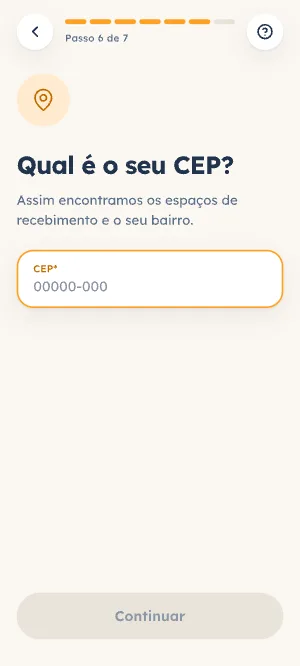 Passo 6 de 7
Qual é o seu CEP?
Assim encontramos os espaços de
recebimento e o seu bairro.
CEP*
00000-000
Continuar